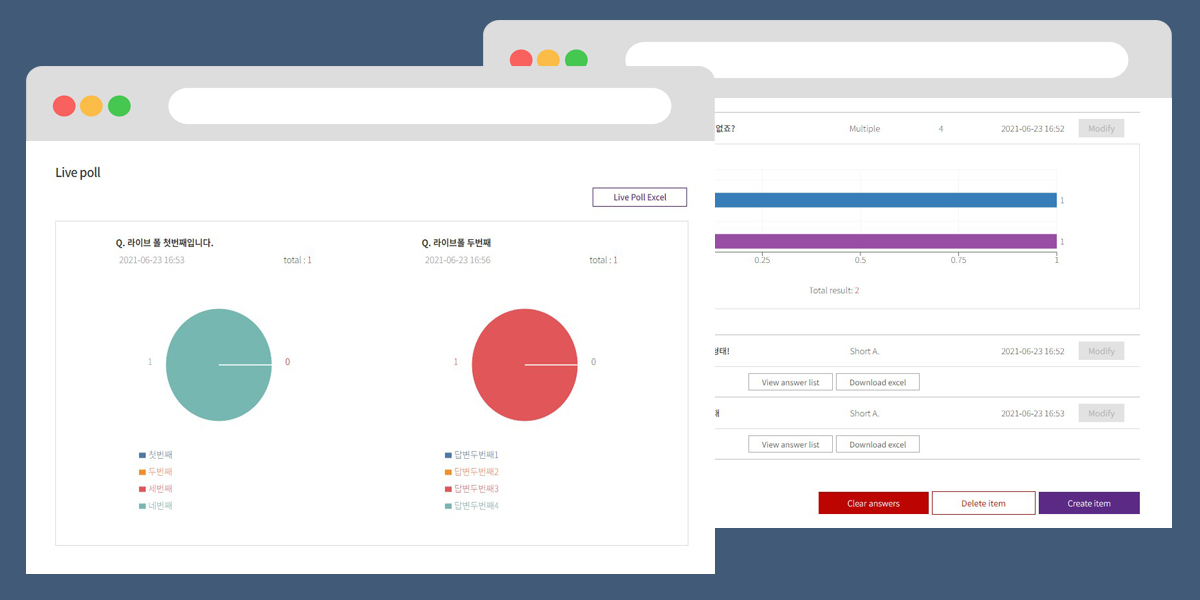 Live poll
Live Poll Excel
Q. 라이브 폴 첫번째입니다.
2021-06-23 16:53
total : 1
1
0
첫번째
두번째
세번째
네번째
Q. 라이브폴 두번째
2021-06-23 16:56
total : 1
1
0
답변두번째1
답변두번째2
답변두번째3
답변두번째4
없죠?
Multiple
4
2021-06-23 16:52
Modify
1
1
0.25
0.5
0.75
1
Total result: 2
형태!
Short A.
2021-06-23 16:52
Modify
View answer list
Download excel
Short A.
2021-06-23 16:53
Modify
View answer list
Download excel
Clear answers
Delete item
Create item